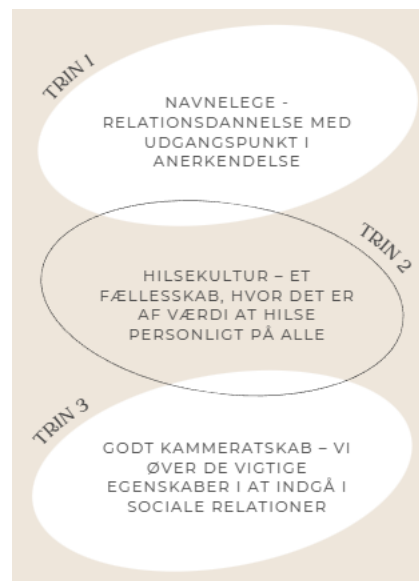 TRIN 1
NAVNELEGE -
RELATIONSDANNELSE MED
UDGANGSPUNKT I
ANERKENDELSE
TRIN 2
HILSEKULTUR – ET
FÆLLESSKAB, HVOR DET ER
AF VÆRDI AT HILSE
PERSONLIGT PÅ ALLE
TRIN 3
GODT KAMMERATSKAB – VI
ØVER DE VIGTIGE
EGENSKABER I AT INDGÅ I
SOCIALE RELATIONER